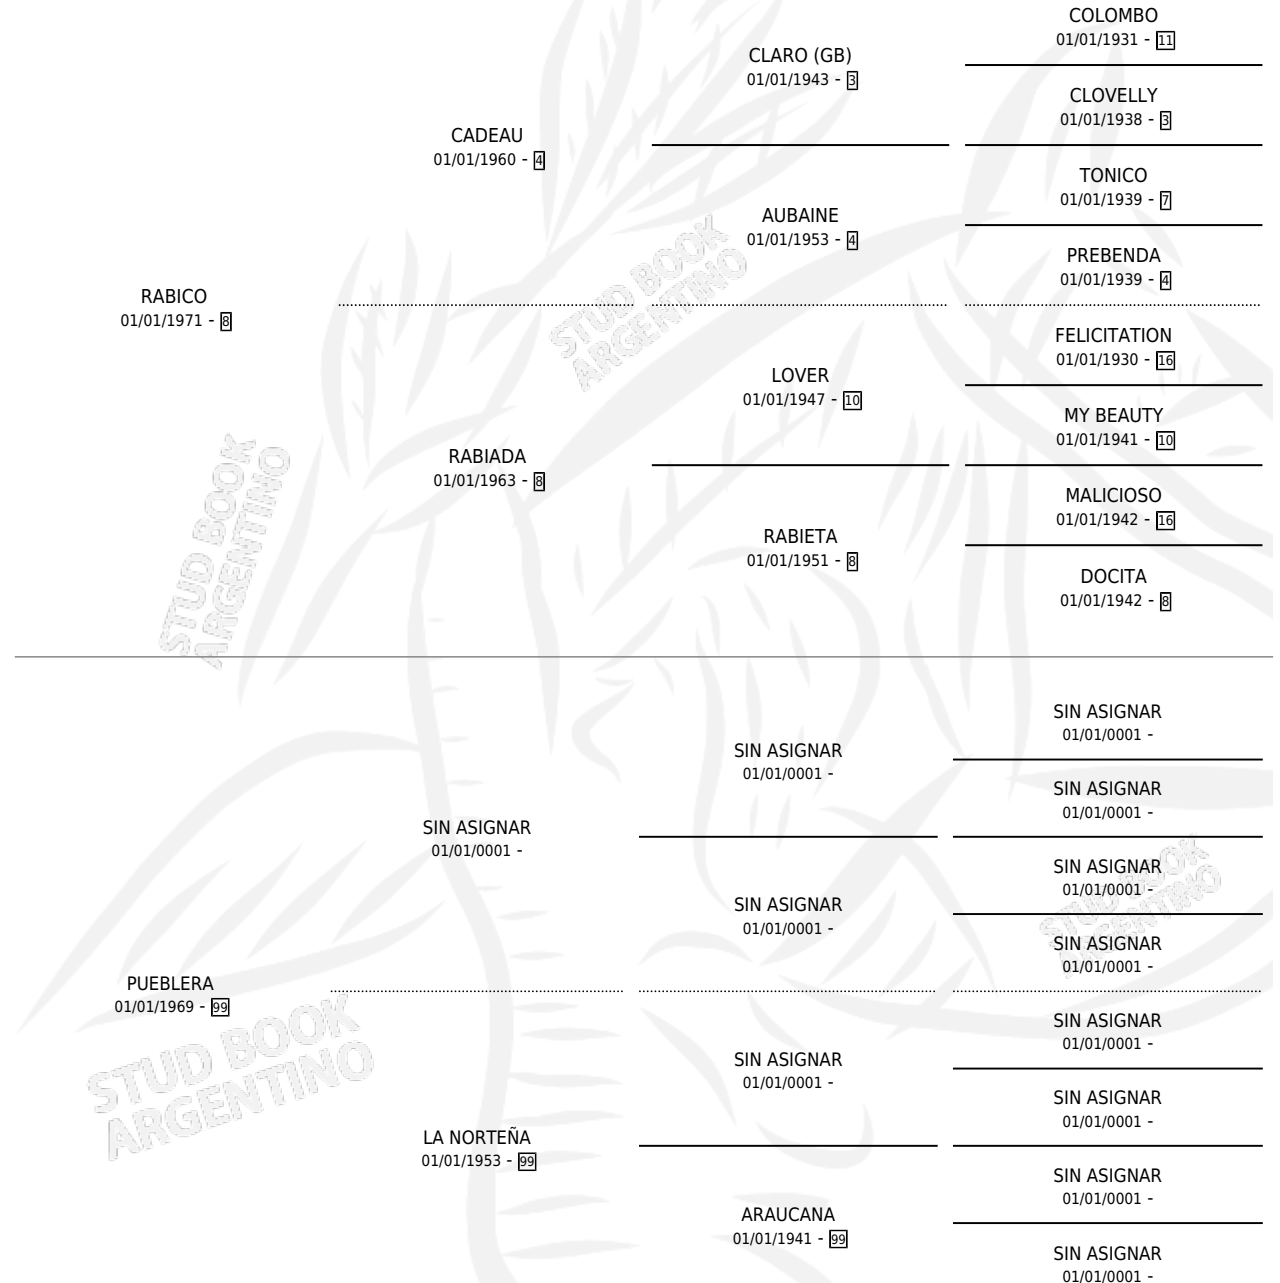 COLOMBO
01/01/1931 - 11
CLARO (GB)
01/01/1943 - 3
CLOVELLY
01/01/1938 - 3
CADEAU
01/01/1960 - 4
TONICO
01/01/1939 - 7
AUBAINE
01/01/1953 - 4
PREBENDA
01/01/1939 - 4
RABICO
01/01/1971 - 8
FELICITATION
01/01/1930 - 16
LOVER
01/01/1947 - 10
MY BEAUTY
01/01/1941 - 10
RABIADA
01/01/1963 - 8
MALICIOSO
01/01/1942 - 16
RABIETA
01/01/1951 - 8
DOCITA
01/01/1942 - 8
STUD BOOK
ARGENTINO
STUD BOOK
ARGENTINO
SIN ASIGNAR
01/01/0001 -
SIN ASIGNAR
01/01/0001 -
SIN ASIGNAR
01/01/0001 -
SIN ASIGNAR
01/01/0001 -
SIN ASIGNAR
01/01/0001 -
SIN ASIGNAR
01/01/0001 -
SIN ASIGNAR
01/01/0001 -
PUEBLERA
01/01/1969 - 99
SIN ASIGNAR
01/01/0001 -
SIN ASIGNAR
01/01/0001 -
SIN ASIGNAR
01/01/0001 -
LA NORTEÑA
01/01/1953 - 99
SIN ASIGNAR
01/01/0001 -
ARAUCANA
01/01/1941 - 99
SIN ASIGNAR
01/01/0001 -
STUD BOOK
ARGENTINO
STUD BOOK
ARGENTINO